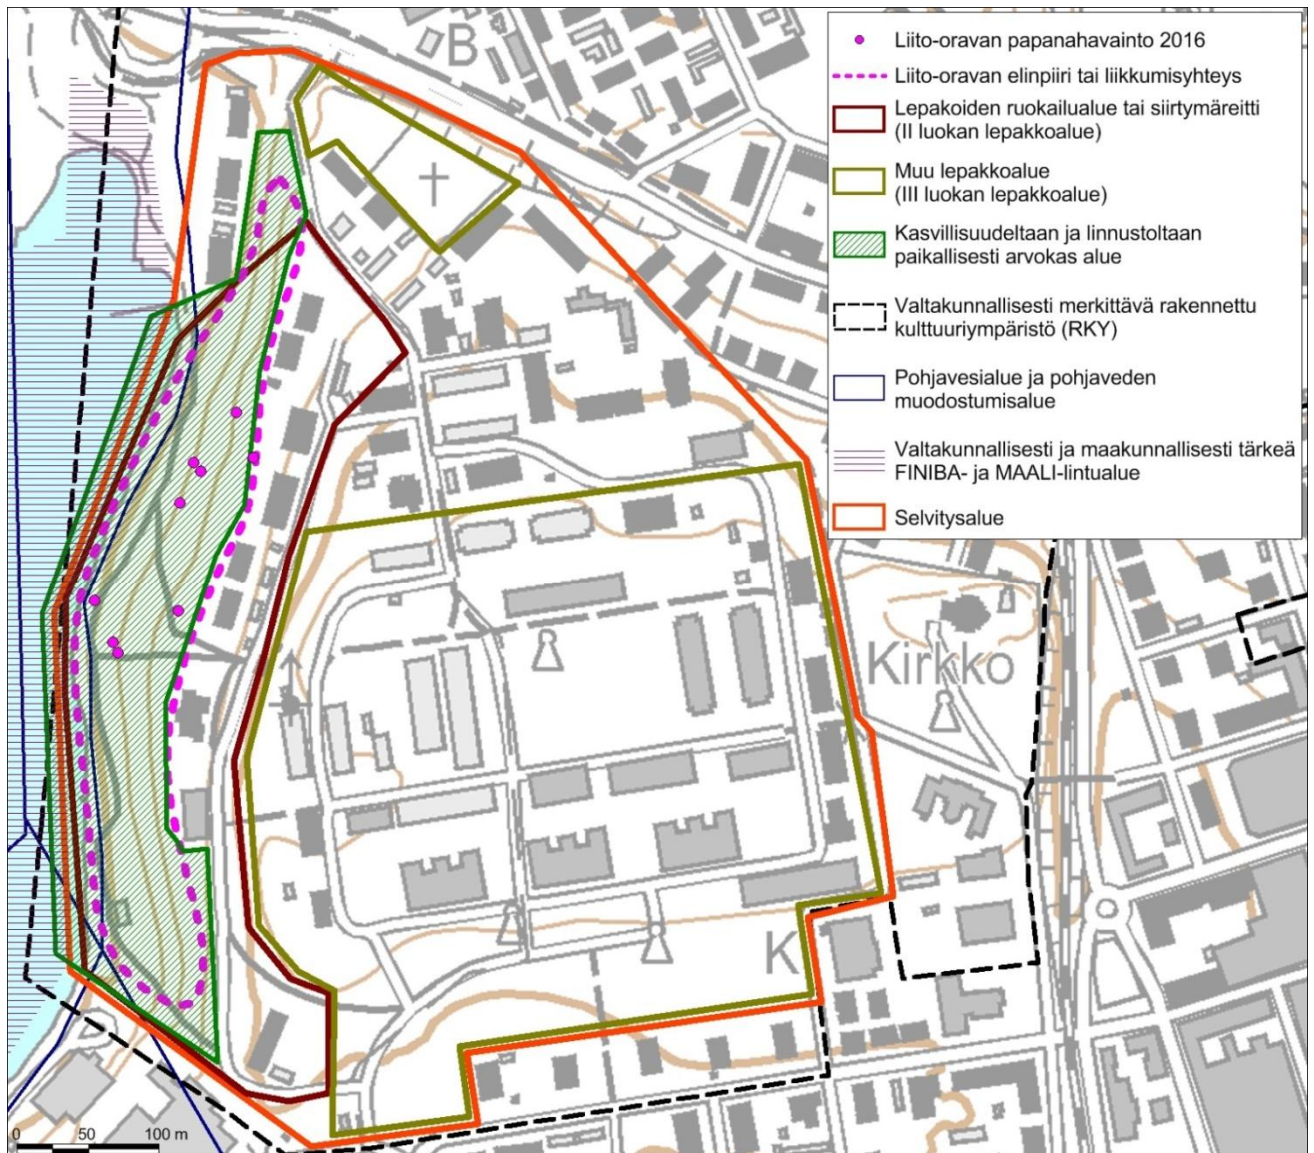 Liito-oravan papanahavainto 2016
Liito-oravan elinpiiri tai liikkumisyhteys
Lepakoiden ruokailualue tai siirtymäreitti
(II luokan lepakkoalue)
Muu lepakkoalue
(III luokan lepakkoalue)
Kasvillisuudeltaan ja linnustoltaan
paikallisesti arvokas alue
Valtakunnallisesti merkittävä rakennettu
kulttuuriympäristö (RKY)
Pohjavesialue ja pohjaveden
muodostumisalue
Valtakunnallisesti ja maakunnallisesti tärkeä
FINIBA- ja MAALI-lintualue
Selvitysalue
B
Kirkko
K
0 50 100 m